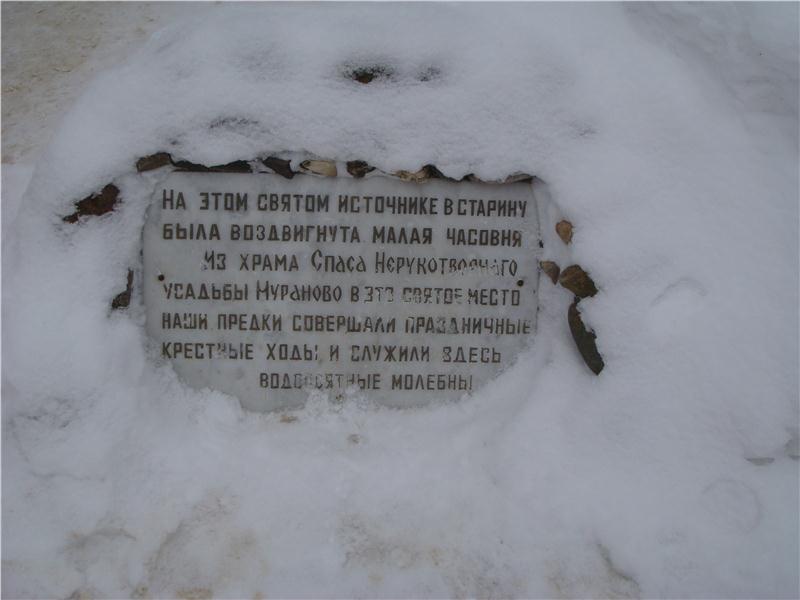 На этом святом источнике в старину
была воздвигнута малая часовня
Из храма Спаса Нерукотворнаго
усадьбы Мураново в это святое место
наши предки совершали праздничные
крестные ходы и служили здесь
водосвятные молебны